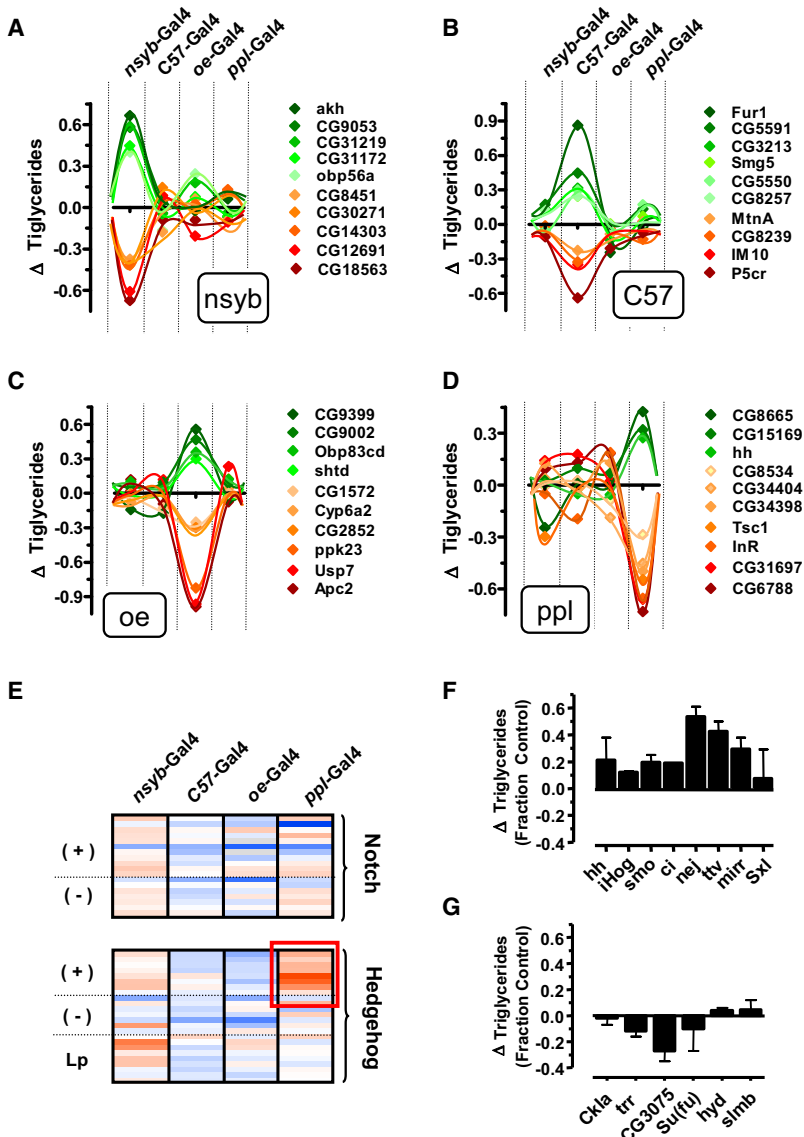 A
nsyb-Gal4
C57-Gal4
oe-Gal4
ppl-Gal4
Δ Tiglycerides
0.6
0.3
0.0
-0.3
-0.6
nsyb
akh
CG9053
CG31219
CG31172
obp56a
CG8451
CG30271
CG14303
CG12691
CG18563
B
nsyb-Gal4
C57-Gal4
oe-Gal4
ppl-Gal4
Δ Tiglycerides
0.9
0.6
0.3
0.0
-0.3
-0.6
C57
Fur1
CG5591
CG3213
Smg5
CG5550
CG8257
MtnA
CG8239
IM10
P5cr
C
Δ Tiglycerides
0.6
0.3
0.0
-0.3
-0.6
-0.9
oe
CG9399
CG9002
Obp83cd
shtd
CG1572
Cyp6a2
CG2852
ppk23
Usp7
Apc2
D
Δ Tiglycerides
0.3
0.0
-0.3
-0.6
ppl
CG8665
CG15169
hh
CG8534
CG34404
CG34398
Tsc1
InR
CG31697
CG6788
E
nsyb-Gal4
C57-Gal4
oe-Gal4
ppl-Gal4
(+)
(-)
Notch
(+)
(-)
Lp
Hedgehog
F
Δ Triglycerides
(Fraction Control)
0.6
0.4
0.2
0.0
-0.2
-0.4
hh
iHog
smo
ci
nej
ttv
mirr
Sxl
G
Δ Triglycerides
(Fraction Control)
0.6
0.4
0.2
0.0
-0.2
-0.4
CkIa
trr
CG3075
Su(fu)
hyd
slmb